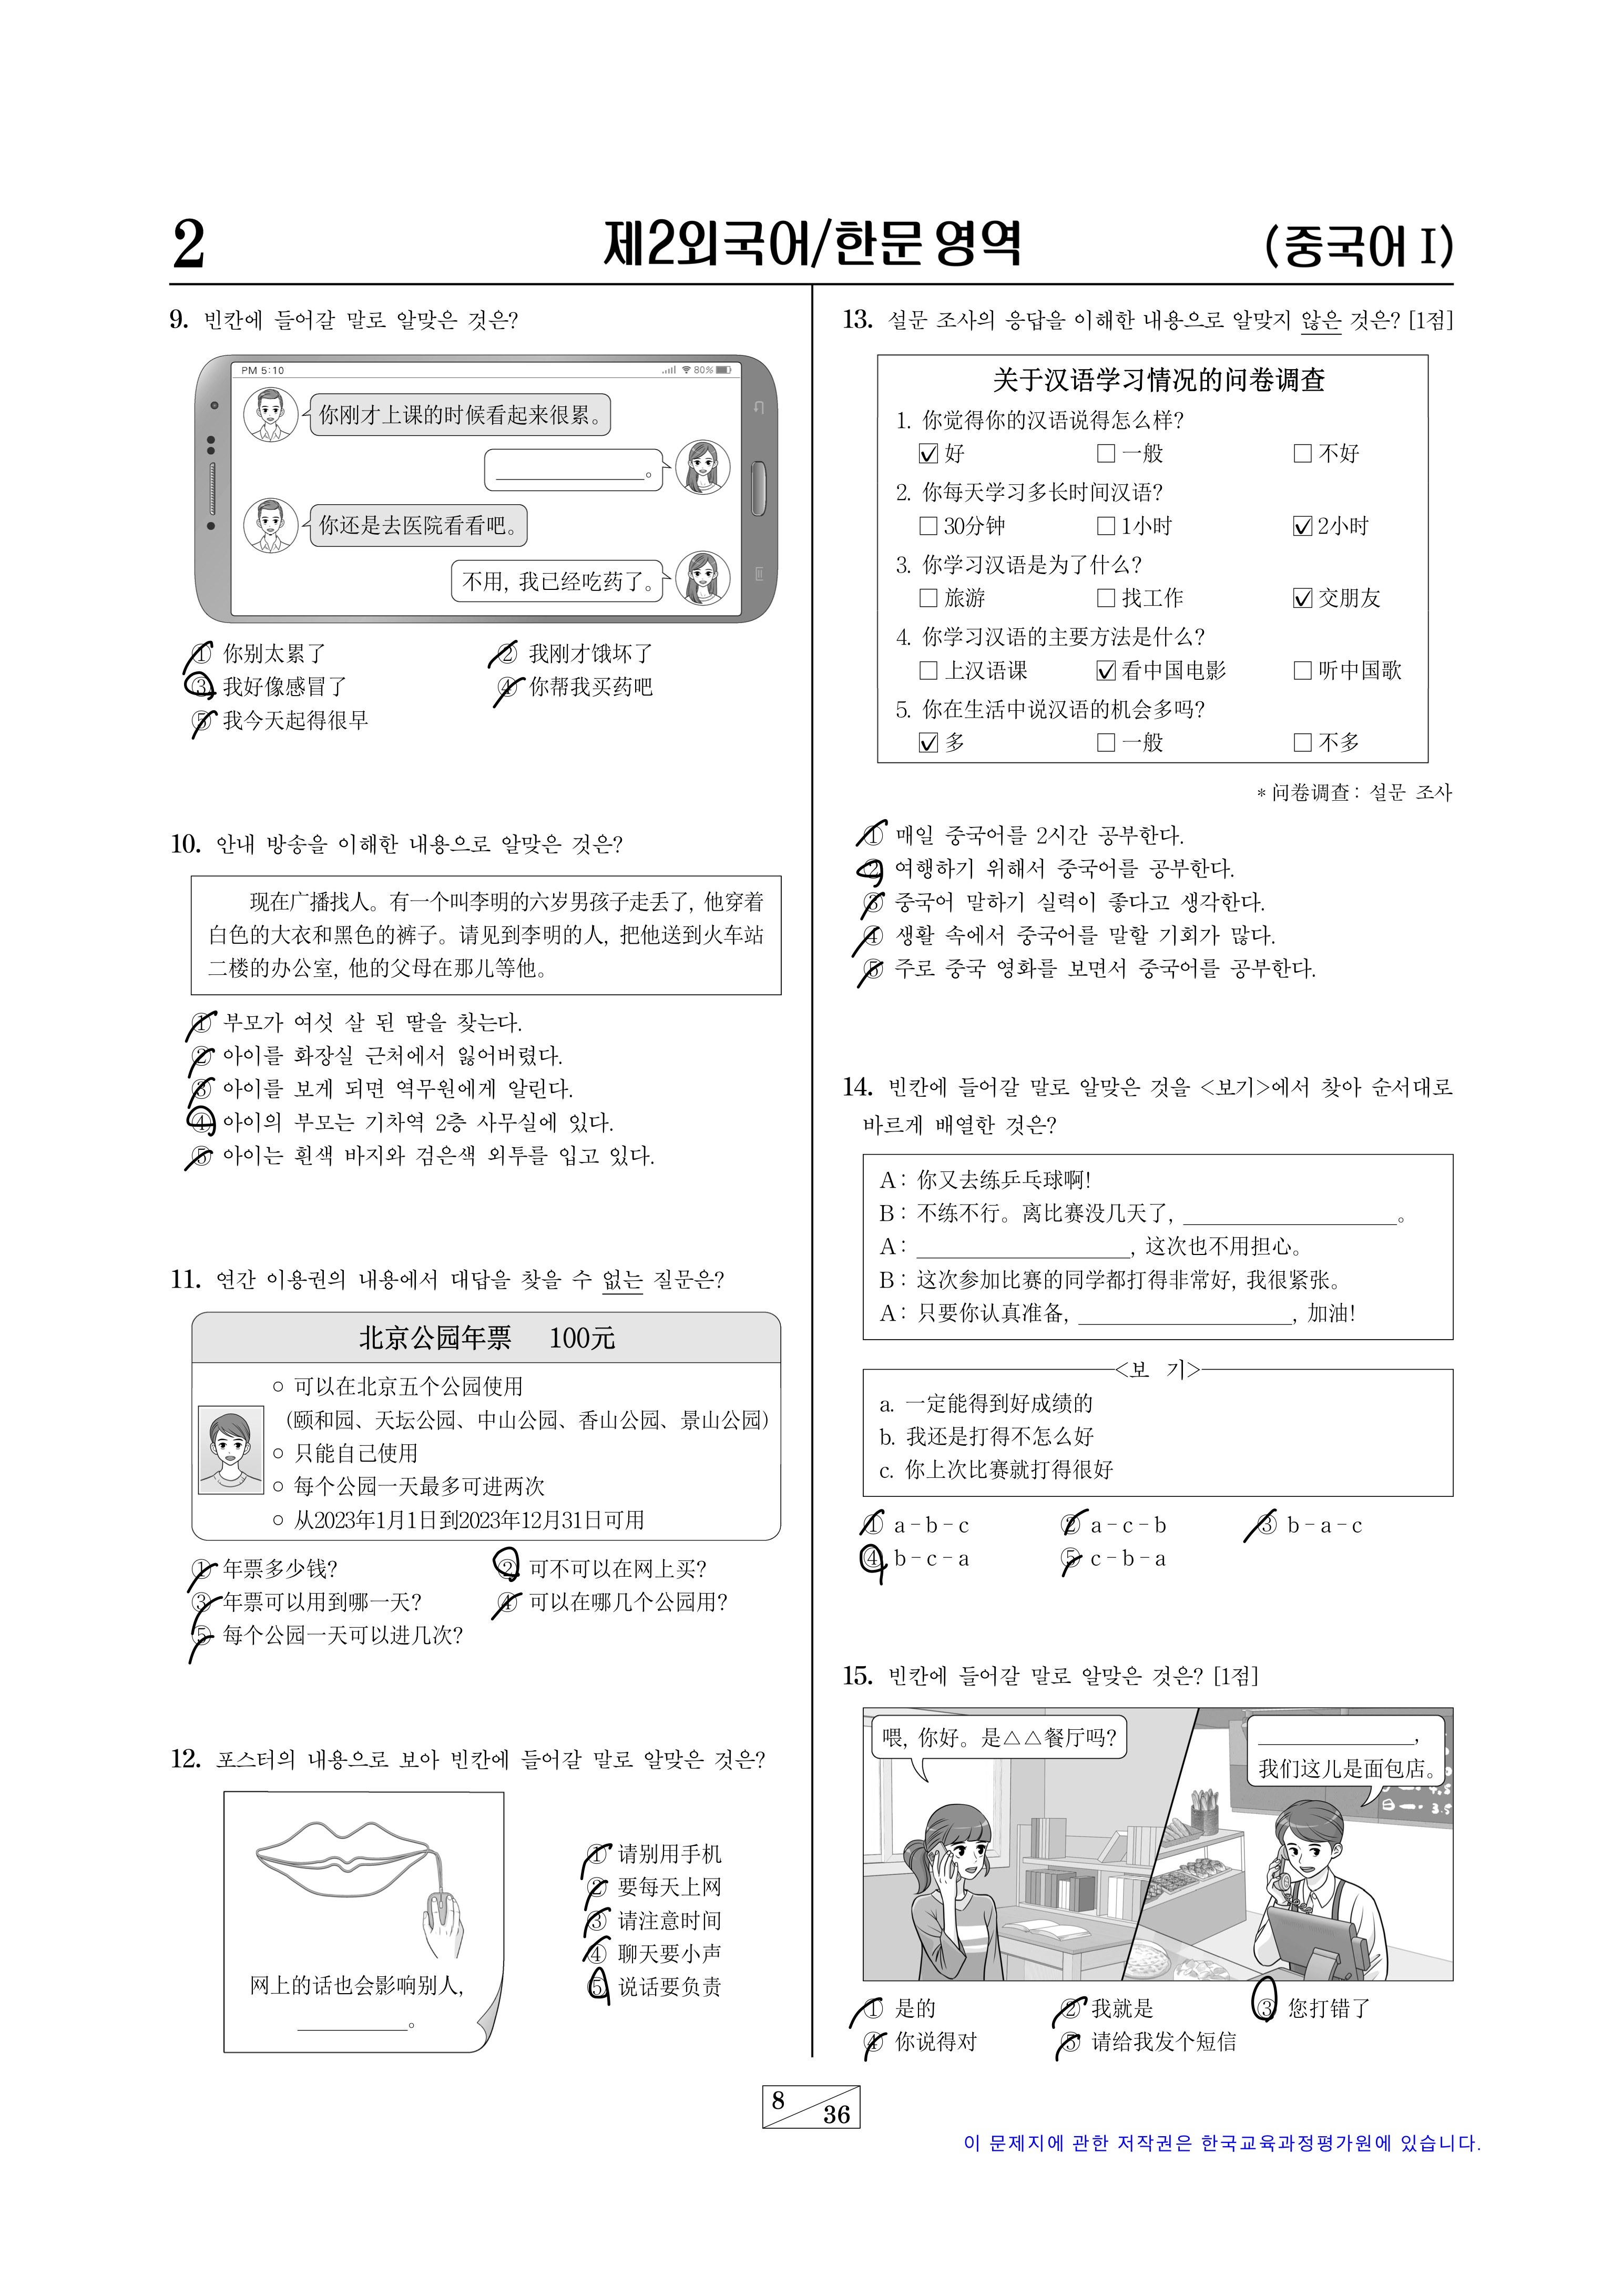 2
제2외국어/한문 영역
(중국어 I)
9. 빈칸에 들어갈 말로 알맞은 것은?
PM 5:10
80%
你刚才上课的时候看起来很累。
____________。
你还是去医院看看吧。
不用, 我已经吃药了。
① 你别太累了
② 我刚才饿坏了
③ 我好像感冒了
④ 你帮我买药吧
⑤ 我今天起得很早
10. 안내 방송을 이해한 내용으로 알맞은 것은?
现在广播找人。有一个叫李明的六岁男孩子走丢了, 他穿着
白色的大衣和黑色的裤子。请见到李明的人, 把他送到火车站
二楼的办公室, 他的父母在那儿等他。
① 부모가 여섯 살 된 딸을 찾는다.
② 아이를 화장실 근처에서 잃어버렸다.
③ 아이를 보게 되면 역무원에게 알린다.
④ 아이의 부모는 기차역 2층 사무실에 있다.
⑤ 아이는 흰색 바지와 검은색 외투를 입고 있다.
11. 연간 이용권의 내용에서 대답을 찾을 수 없는 질문은?
北京公园年票 100元
○ 可以在北京五个公园使用
(颐和园、天坛公园、中山公园、香山公园、景山公园)
○ 只能自己使用
○ 每个公园一天最多可进两次
○ 从2023年1月1日到2023年12月31日可用
① 年票多少钱?
② 可不可以在网上买?
③ 年票可以用到哪一天?
④ 可以在哪几个公园用?
⑤ 每个公园一天可以进几次?
12. 포스터의 내용으로 보아 빈칸에 들어갈 말로 알맞은 것은?
网上的话也会影响别人,
____________。
① 请别用手机
② 要每天上网
③ 请注意时间
④ 聊天要小声
⑤ 说话要负责
13. 설문 조사의 응답을 이해한 내용으로 알맞지 않은 것은? [1점]
关于汉语学习情况的问卷调查
1. 你觉得你的汉语说得怎么样?
☑ 好 □ 一般 □ 不好
2. 你每天学习多长时间汉语?
□ 30分钟 □ 1小时 ☑ 2小时
3. 你学习汉语是为了什么?
□ 旅游 □ 找工作 ☑ 交朋友
4. 你学习汉语的主要方法是什么?
□ 上汉语课 ☑ 看中国电影 □ 听中国歌
5. 你在生活中说汉语的机会多吗?
☑ 多 □ 一般 □ 不多
* 问卷调查: 설문 조사
① 매일 중국어를 2시간 공부한다.
② 여행하기 위해서 중국어를 공부한다.
③ 중국어 말하기 실력이 좋다고 생각한다.
④ 생활 속에서 중국어를 말할 기회가 많다.
⑤ 주로 중국 영화를 보면서 중국어를 공부한다.
14. 빈칸에 들어갈 말로 알맞은 것을 <보기>에서 찾아 순서대로
바르게 배열한 것은?
A: 你又去练乒乓球啊!
B: 不练不行。离比赛没几天了, ____________。
A: ____________, 这次也不用担心。
B: 这次参加比赛的同学都打得非常好, 我很紧张。
A: 只要你认真准备, ____________, 加油!
<보 기>
a. 一定能得到好成绩的
b. 我还是打得不怎么好
c. 你上次比赛就打得很好
① a-b-c
② a-c-b
③ b-a-c
④ b-c-a
⑤ c-b-a
15. 빈칸에 들어갈 말로 알맞은 것은? [1점]
喂, 你好。是△△餐厅吗?
____________,
我们这儿是面包店。
① 是的
② 我就是
③ 您打错了
④ 你说得对
⑤ 请给我发个短信
8
36
이 문제지에 관한 저작권은 한국교육과정평가원에 있습니다.